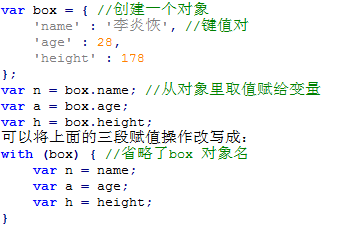 var box = { //创建一个对象
'name' : '李炎恢', //键值对
'age' : 28,
'height' : 178
};
var n = box.name; //从对象里取值赋给变量
var a = box.age;
var h = box.height;
可以将上面的三段赋值操作改写成：
with (box) { //省略了box 对象名
var n = name;
var a = age;
var h = height;
}